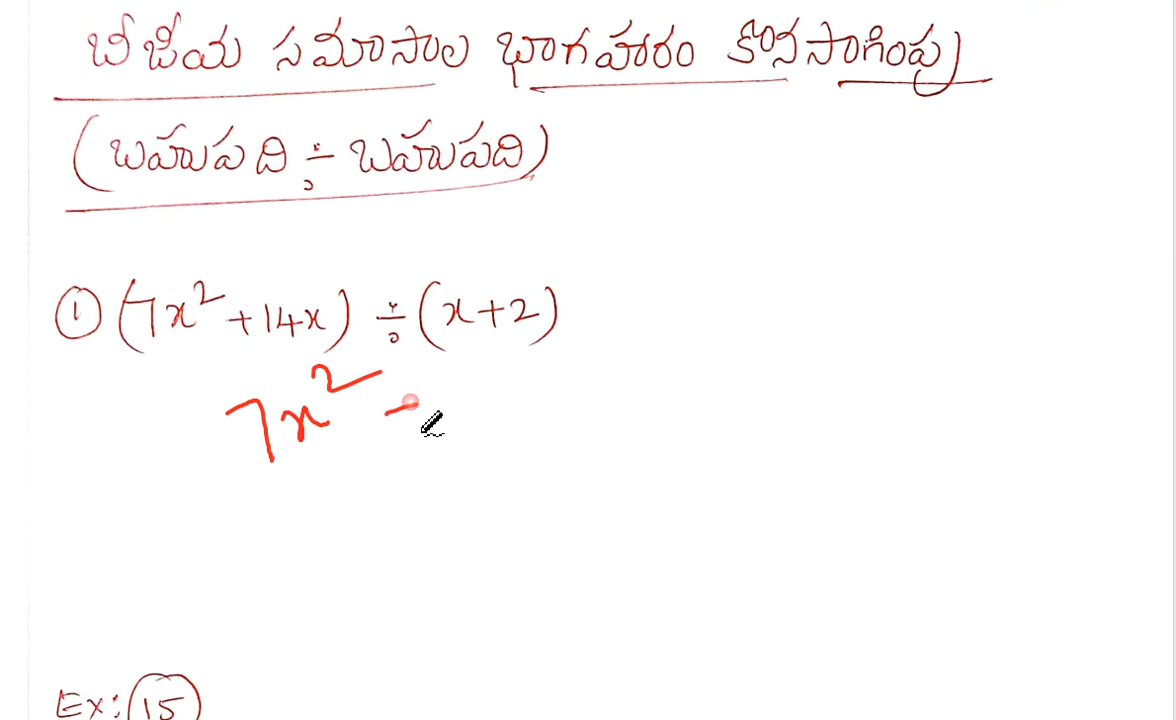 బీజీయ సమాసాల భాగహారం కొనసాగింపు
(బహుపది ÷ బహుపది)
① (7x² + 14x) ÷ (x+2)
7x² -
Ex: 15